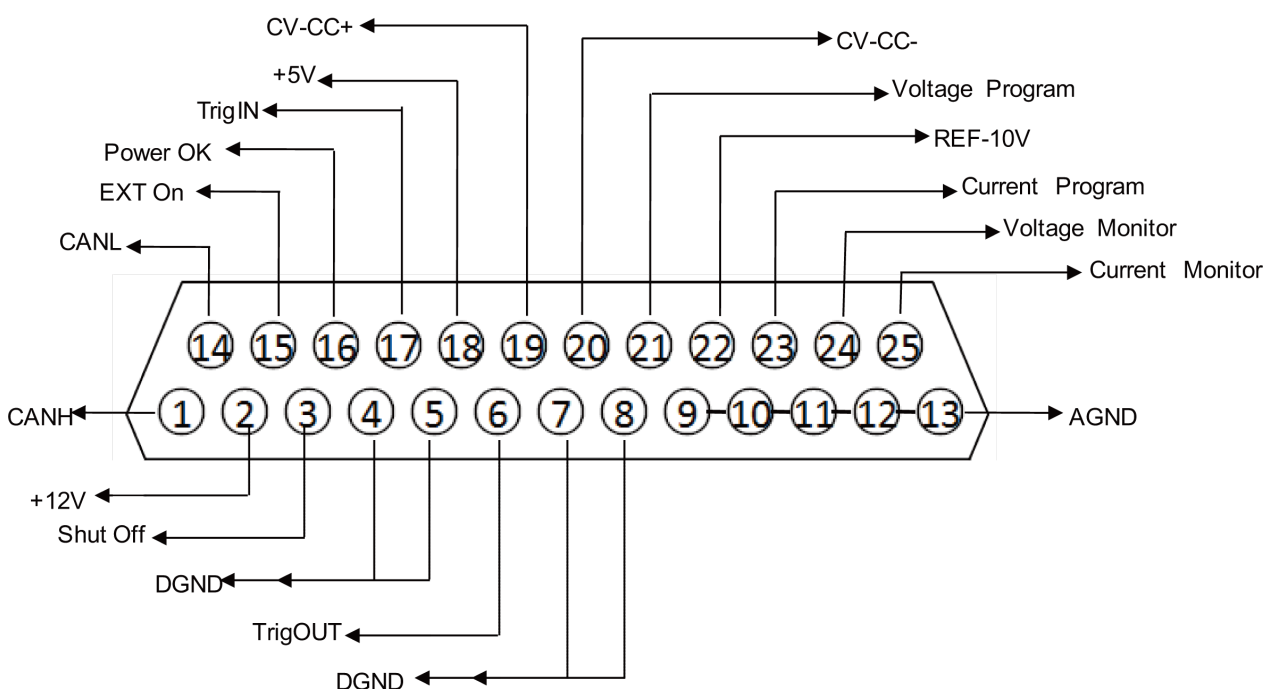 CV-CC+
CV-CC-
+5V
Voltage Program
TrigIN
REF-10V
Power OK
EXT On
Current Program
CANL
Voltage Monitor
Current Monitor
14 15 16 17 18 19 20 21 22 23 24 25
CANH 1 2 3 4 5 6 7 8 9 10 11 12 13 AGND
+12V
Shut Off
DGND
TrigOUT
DGND